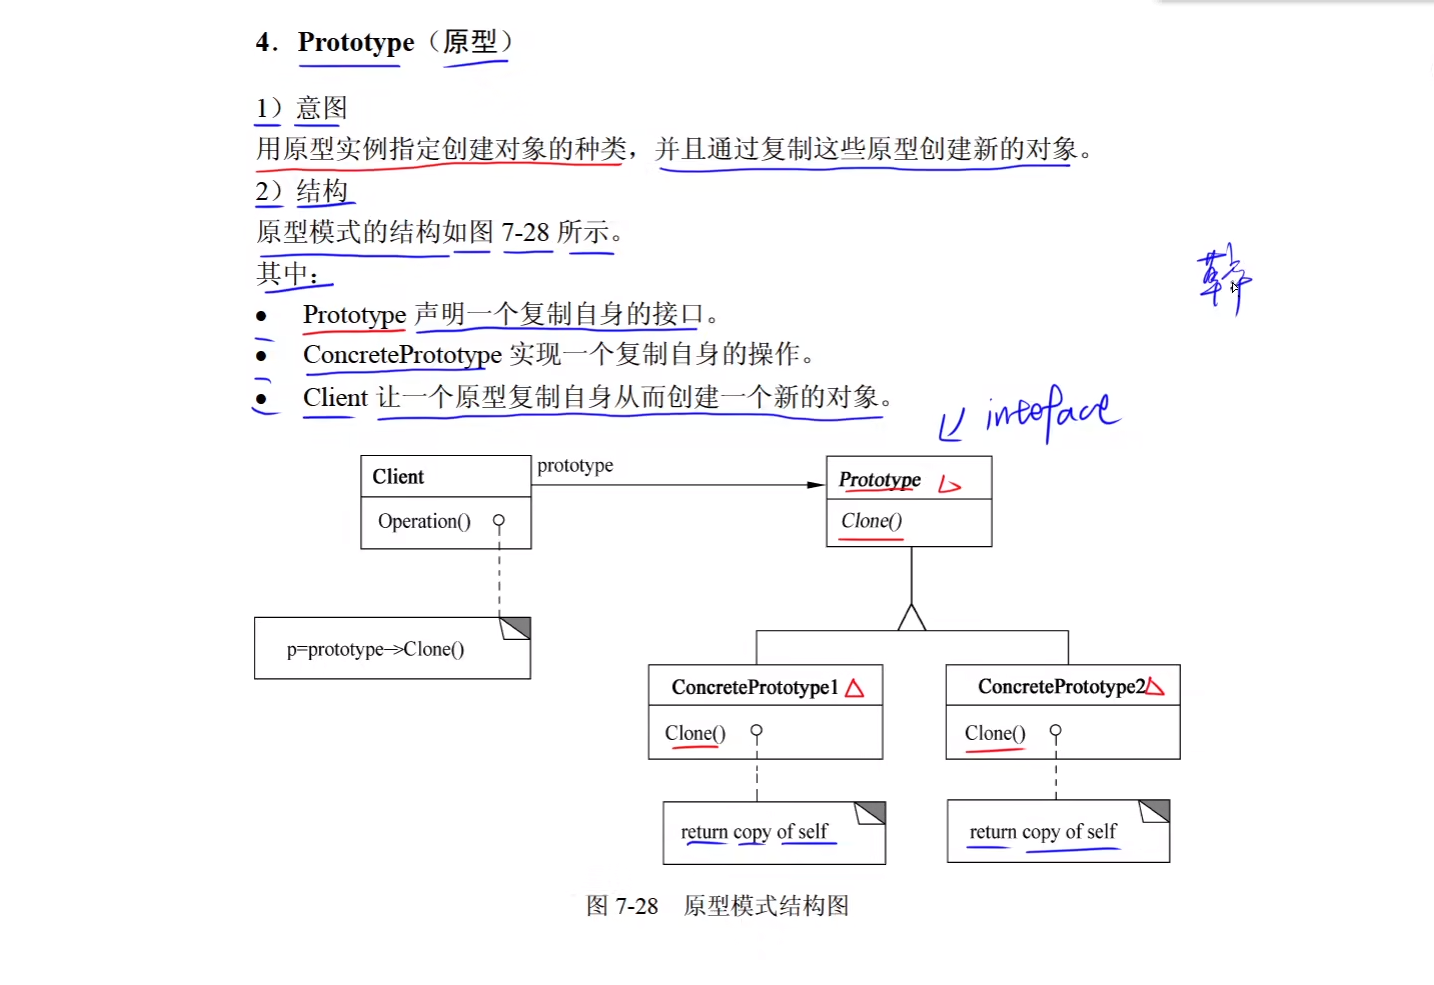 4. Prototype（原型）
1）意图
用原型实例指定创建对象的种类，并且通过复制这些原型创建新的对象。
2）结构
原型模式的结构如图 7-28 所示。
其中：
● Prototype 声明一个复制自身的接口。
● ConcretePrototype 实现一个复制自身的操作。
● Client 让一个原型复制自身从而创建一个新的对象。
Client
Operation()
prototype
Prototype
Clone()
p=prototype->Clone()
ConcretePrototype1
Clone()
ConcretePrototype2
Clone()
return copy of self
return copy of self
图 7-28 原型模式结构图